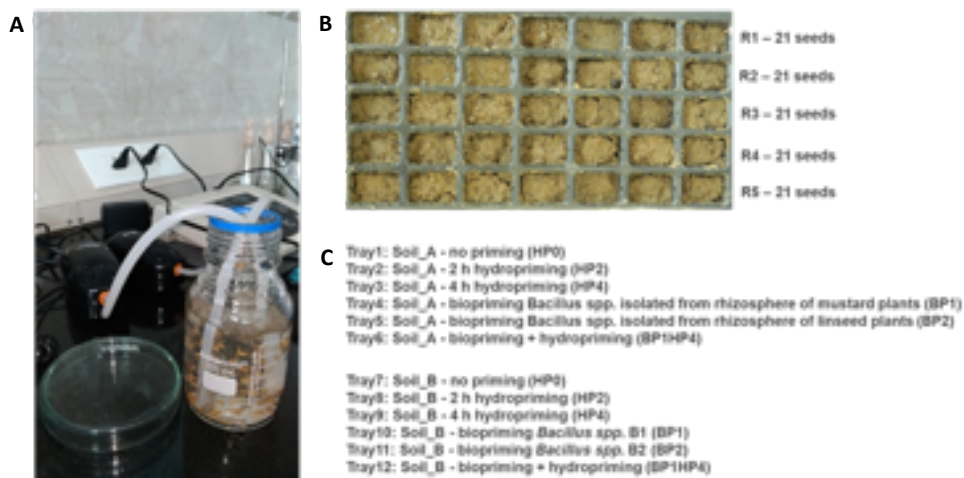 A
B
R1 – 21 seeds
R2 – 21 seeds
R3 – 21 seeds
R4 – 21 seeds
R5 – 21 seeds
C
Tray1: Soil_A - no priming (HP0)
Tray2: Soil_A - 2 h hydropriming (HP2)
Tray3: Soil_A - 4 h hydropriming (HP4)
Tray4: Soil_A - biopriming Bacillus spp. isolated from rhizosphere of mustard plants (BP1)
Tray5: Soil_A - biopriming Bacillus spp. isolated from rhizosphere of linseed plants (BP2)
Tray6: Soil_A - biopriming + hydropriming (BP1HP4)
Tray7: Soil_B - no priming (HP0)
Tray8: Soil_B - 2 h hydropriming (HP2)
Tray9: Soil_B - 4 h hydropriming (HP4)
Tray10: Soil_B - biopriming Bacillus spp. B1 (BP1)
Tray11: Soil_B - biopriming Bacillus spp. B2 (BP2)
Tray12: Soil_B - biopriming + hydropriming (BP1HP4)